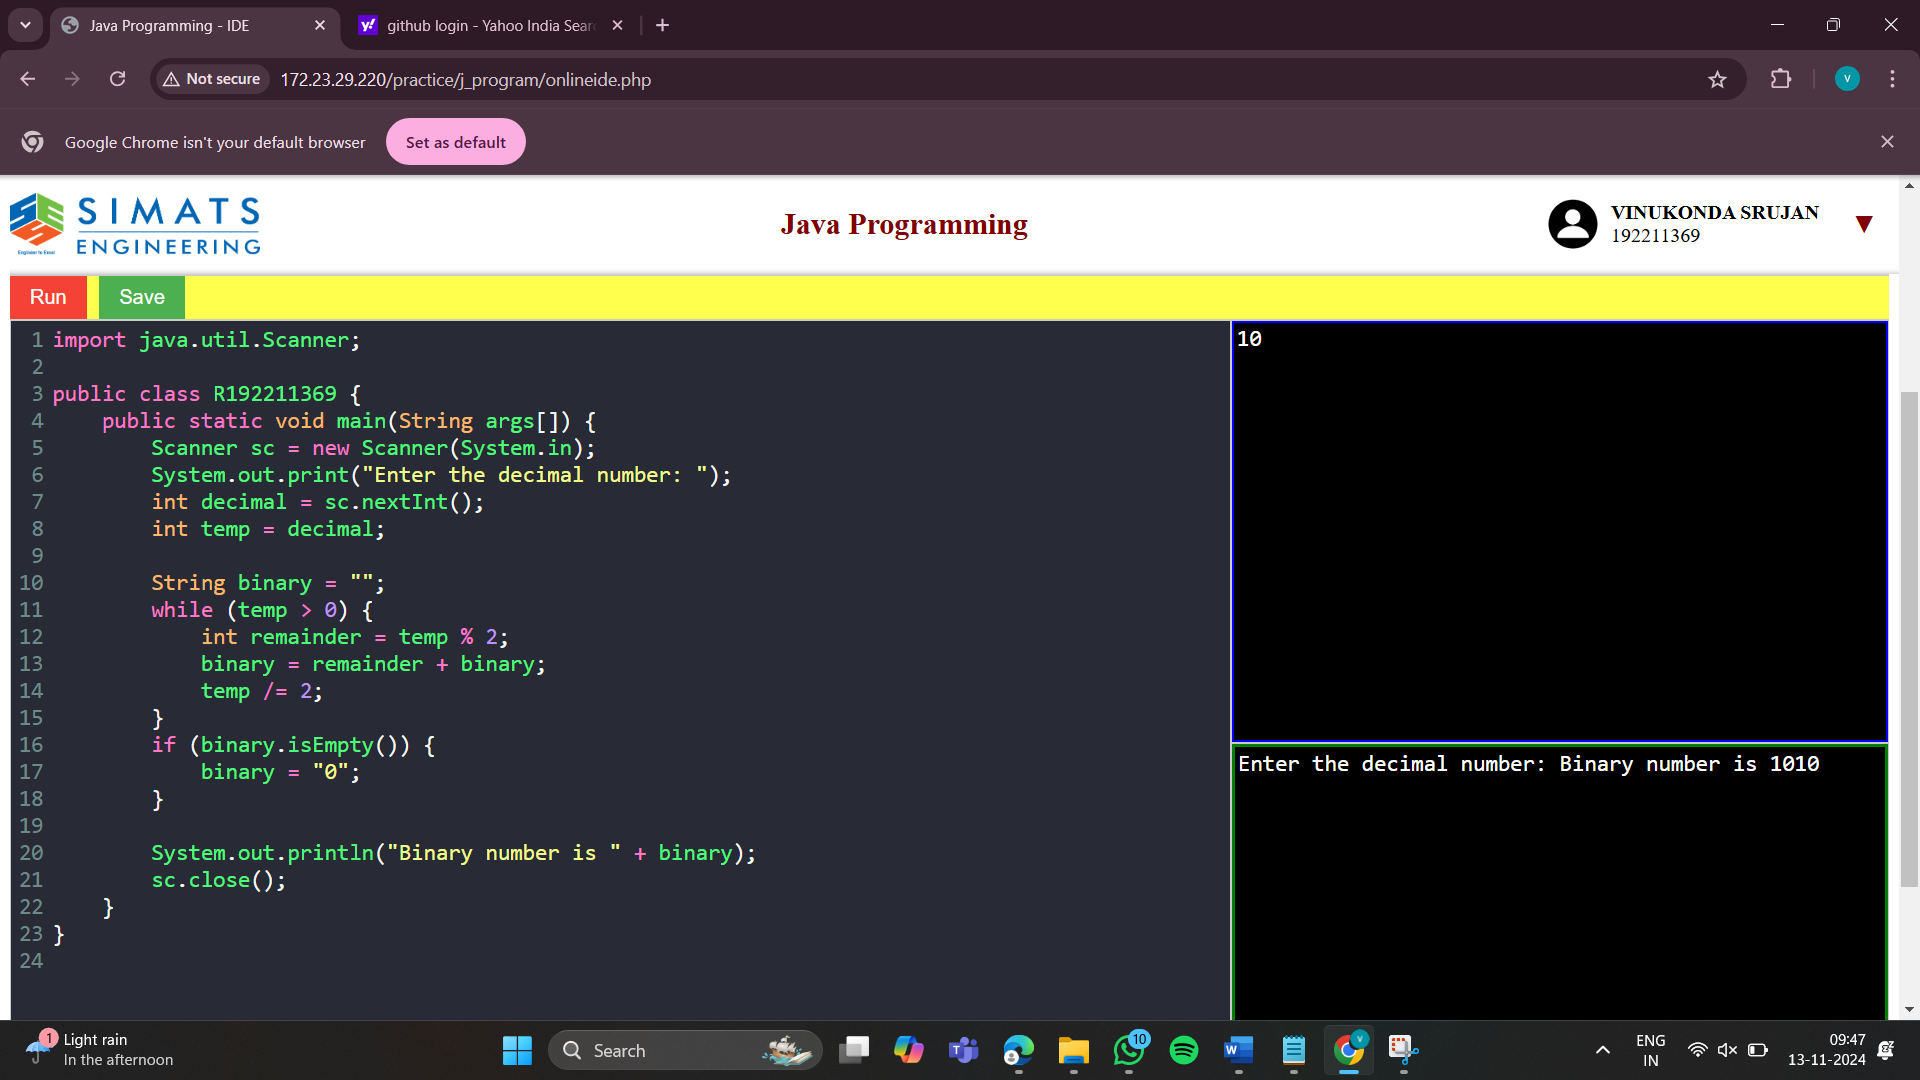 Java Programming - IDE
github login - Yahoo India Sear
Not secure
172.23.29.220/practice/j_program/onlineide.php
V
Google Chrome isn't your default browser
Set as default
SIMATS
ENGINEERING
Engineer to Excel
Java Programming
VINUKONDA SRUJAN
192211369
Run
Save
1 import java.util.Scanner;
2
3 public class R192211369 {
4     public static void main(String args[]) {
5         Scanner sc = new Scanner(System.in);
6         System.out.print("Enter the decimal number: ");
7         int decimal = sc.nextInt();
8         int temp = decimal;
9
10         String binary = "";
11         while (temp > 0) {
12             int remainder = temp % 2;
13             binary = remainder + binary;
14             temp /= 2;
15         }
16         if (binary.isEmpty()) {
17             binary = "0";
18         }
19
20         System.out.println("Binary number is " + binary);
21         sc.close();
22     }
23 }
24
10
Enter the decimal number: Binary number is 1010
1
Light rain
In the afternoon
Search
10
ENG
IN
09:47
13-11-2024